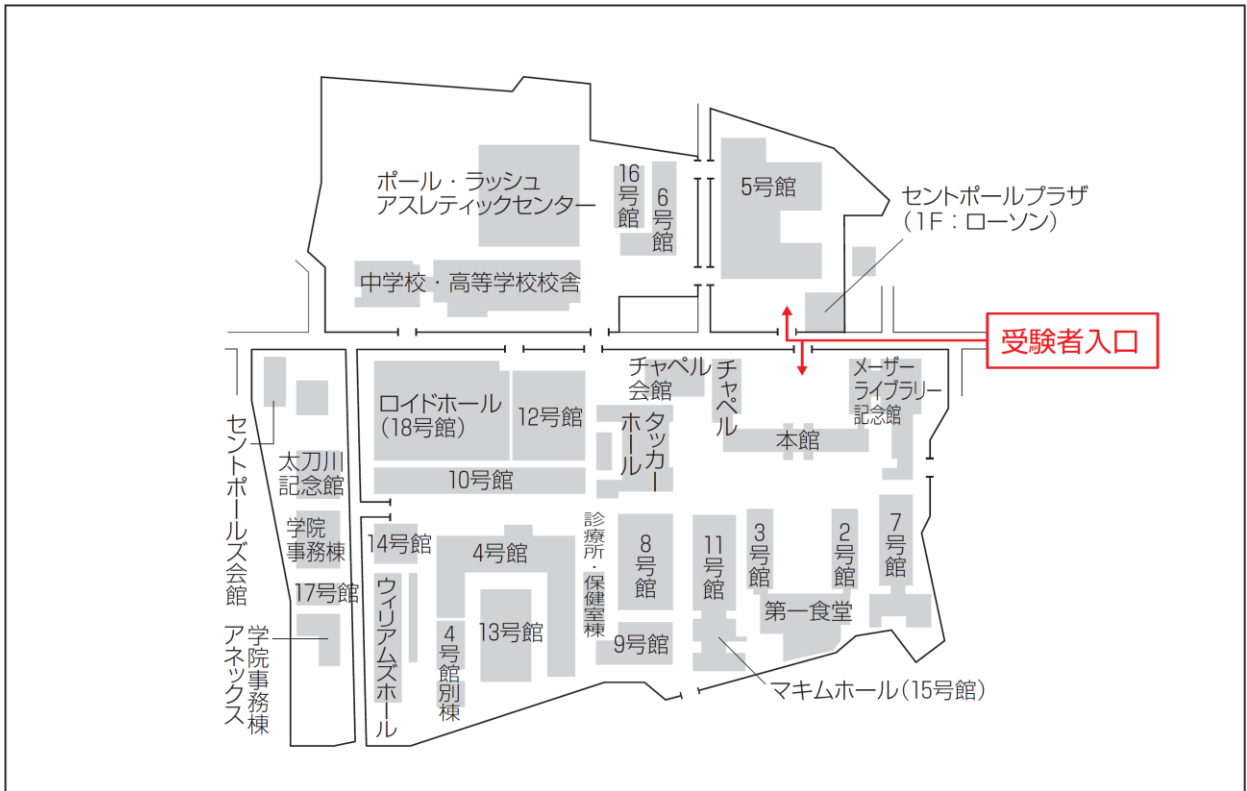 ポール・ラッシュ
アスレティックセンター
16号館
6号館
5号館
セントポールプラザ
(1F：ローソン)
中学校・高等学校校舎
受験者入口
チャペル
会館
チャペル
メーザー
ライブラリー
記念館
ロイドホール
(18号館)
12号館
タッカー
ホール
本館
セントポールズ会館
太刀川
記念館
10号館
学院
事務棟
14号館
4号館
診療所・保健室棟
8号館
11号館
3号館
2号館
7号館
17号館
ウィリアムズホール
13号館
第一食堂
学院事務棟
アネックス
4号館別棟
9号館
マキムホール(15号館)